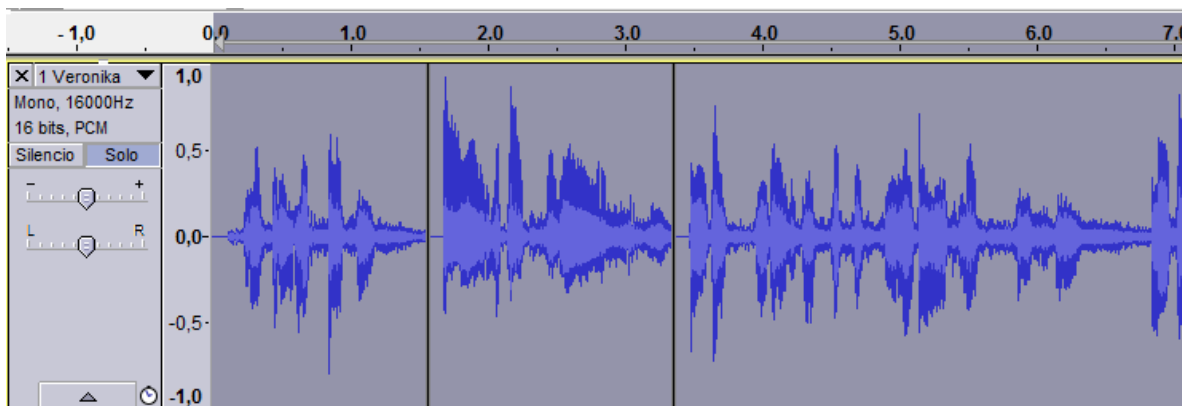 - 1,0 0,0 1.0 2.0 3.0 4.0 5.0 6.0 7.0
X 1 Veronika 1,0
Mono, 16000Hz
16 bits, PCM
Silencio Solo 0,5
- +
L R 0,0
-0,5
-1,0